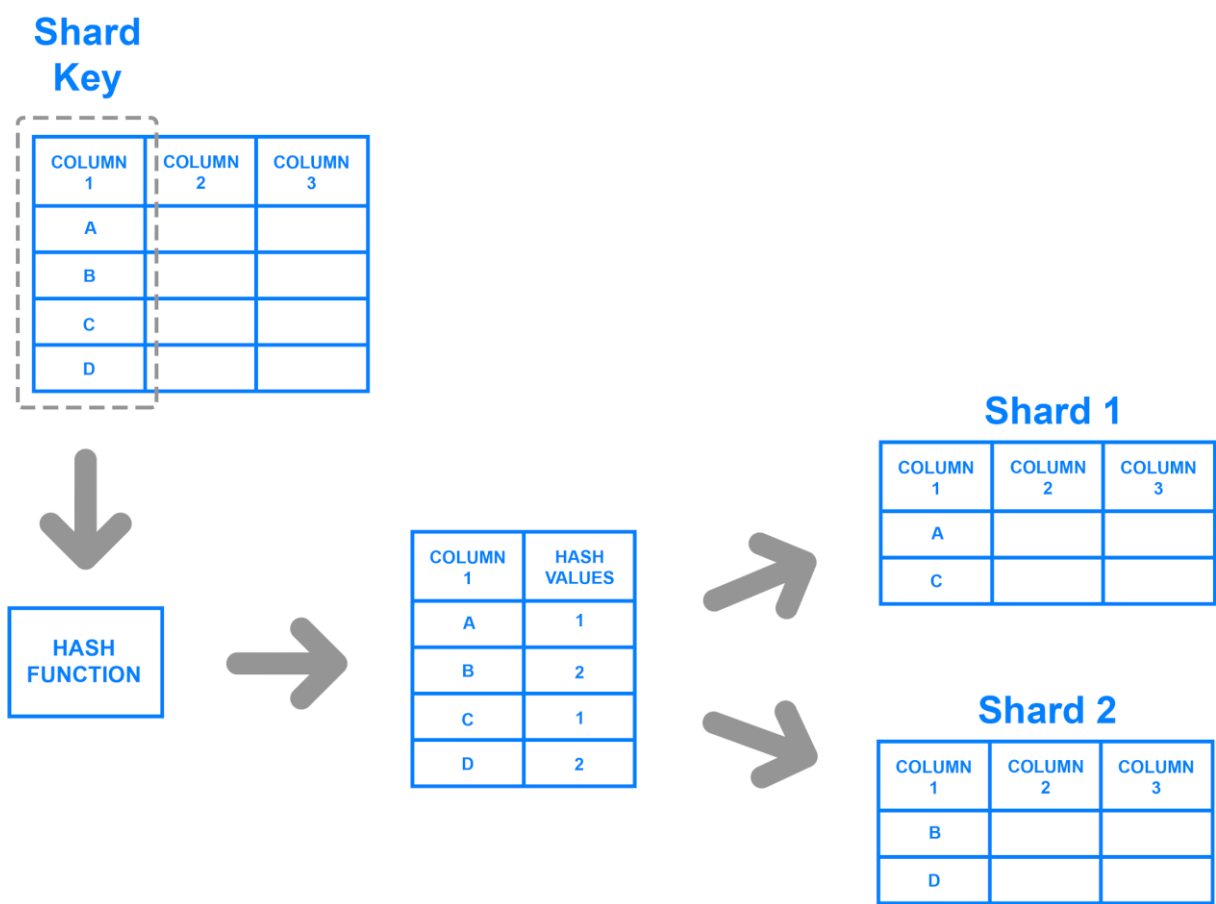 Shard
Key
COLUMN 1 COLUMN 2 COLUMN 3
A
B
C
D
HASH
FUNCTION
COLUMN 1 HASH VALUES
A 1
B 2
C 1
D 2
Shard 1
COLUMN 1 COLUMN 2 COLUMN 3
A
C
Shard 2
COLUMN 1 COLUMN 2 COLUMN 3
B
D